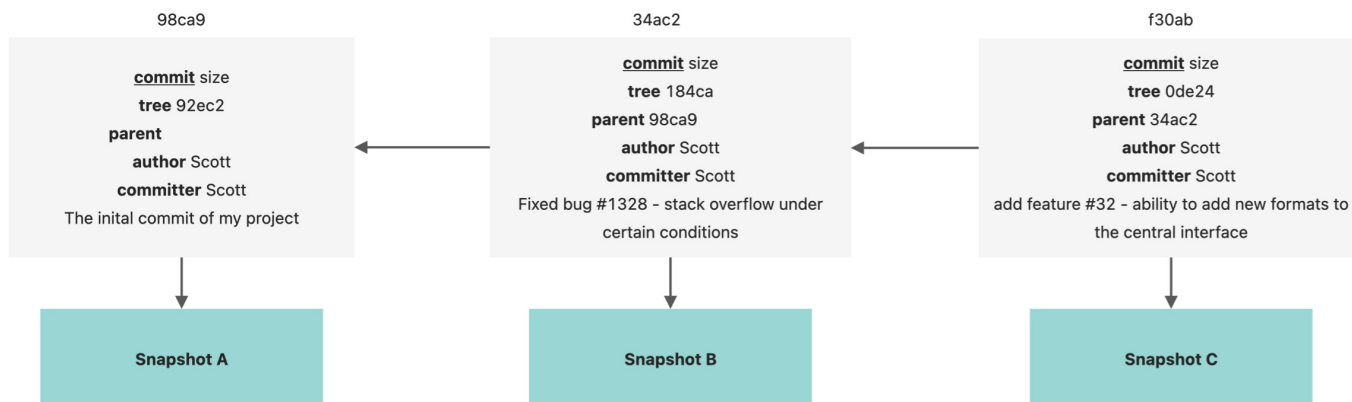 98ca9
commit size
tree 92ec2
parent
author Scott
committer Scott
The inital commit of my project
Snapshot A
34ac2
commit size
tree 184ca
parent 98ca9
author Scott
committer Scott
Fixed bug #1328 - stack overflow under
certain conditions
Snapshot B
f30ab
commit size
tree 0de24
parent 34ac2
author Scott
committer Scott
add feature #32 - ability to add new formats to
the central interface
Snapshot C